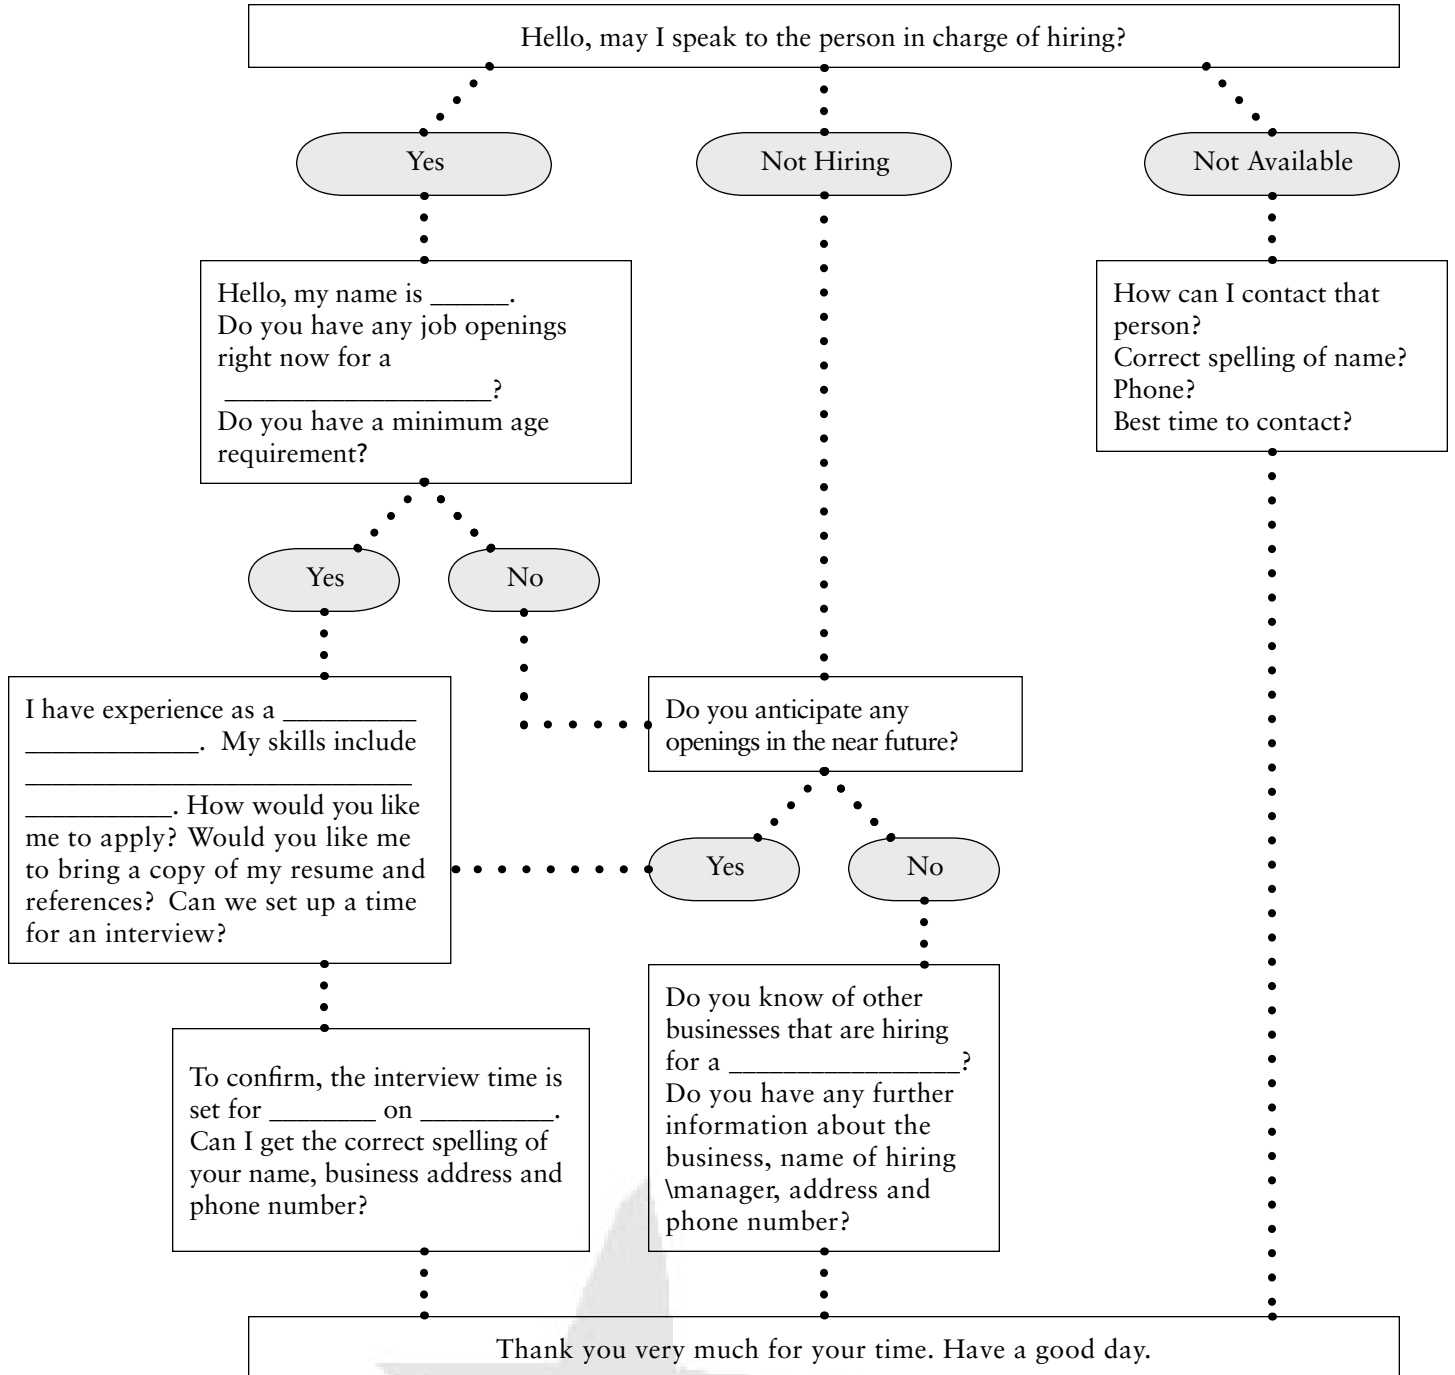 Hello, may I speak to the person in charge of hiring?
Yes
Not Hiring
Not Available
Hello, my name is ______.
Do you have any job openings
right now for a
____________________?
Do you have a minimum age
requirement?
How can I contact that
person?
Correct spelling of name?
Phone?
Best time to contact?
Yes
No
I have experience as a __________
_____________. My skills include
_____________________________
___________. How would you like
me to apply? Would you like me
to bring a copy of my resume and
references? Can we set up a time
for an interview?
Do you anticipate any
openings in the near future?
Yes
No
To confirm, the interview time is
set for ________ on __________.
Can I get the correct spelling of
your name, business address and
phone number?
Do you know of other
businesses that are hiring
for a _________________?
Do you have any further
information about the
business, name of hiring
\manager, address and
phone number?
Thank you very much for your time. Have a good day.